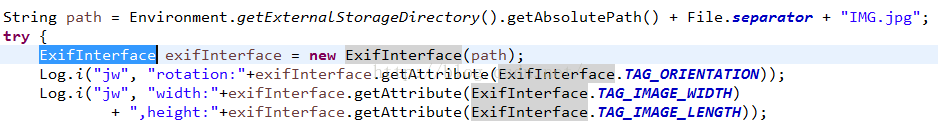 String path = Environment.getExternalStorageDirectory().getAbsolutePath() + File.separator + "IMG.jpg";
try {
ExifInterface exifInterface = new ExifInterface(path);
Log.i("jw", "rotation:"+exifInterface.getAttribute(ExifInterface.TAG_ORIENTATION));
Log.i("jw", "width:"+exifInterface.getAttribute(ExifInterface.TAG_IMAGE_WIDTH)
+ ",height:"+exifInterface.getAttribute(ExifInterface.TAG_IMAGE_LENGTH));